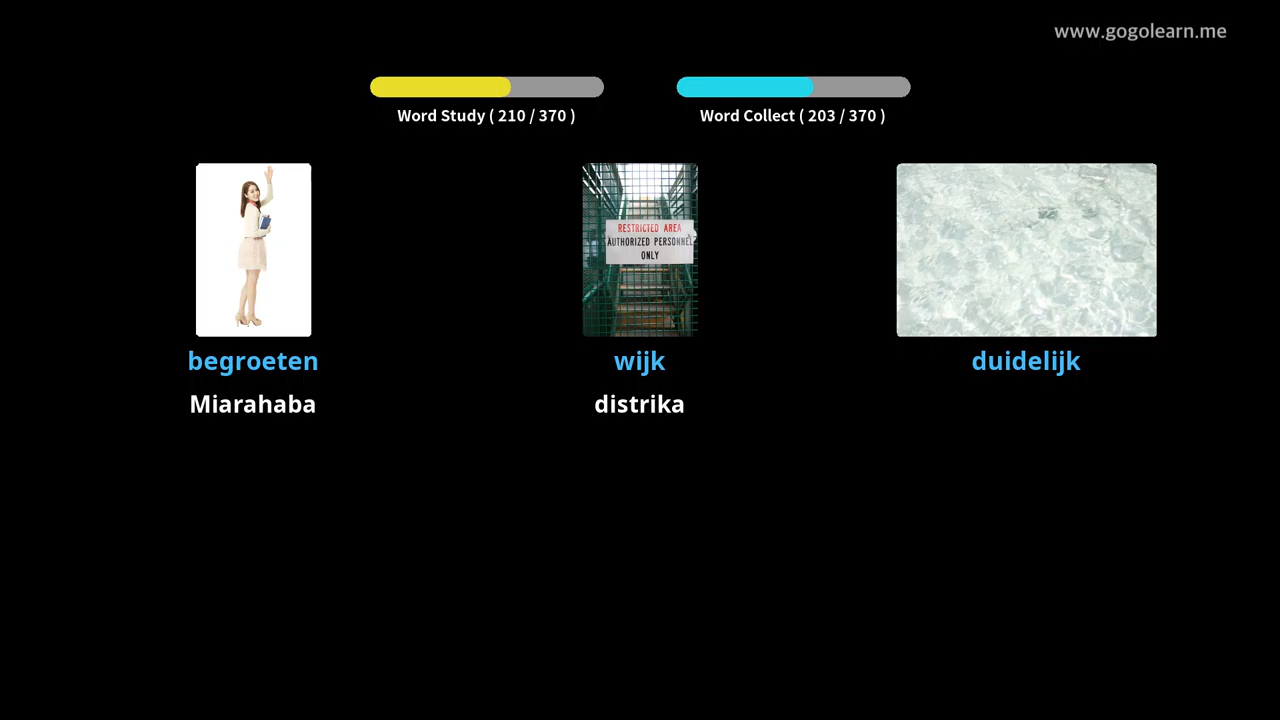 www.gogolearn.me
Word Study ( 210 / 370 )
Word Collect ( 203 / 370 )
RESTRICTED AREA
AUTHORIZED PERSONNEL
ONLY
begroeten
wijk
duidelijk
Miarahaba
distrika